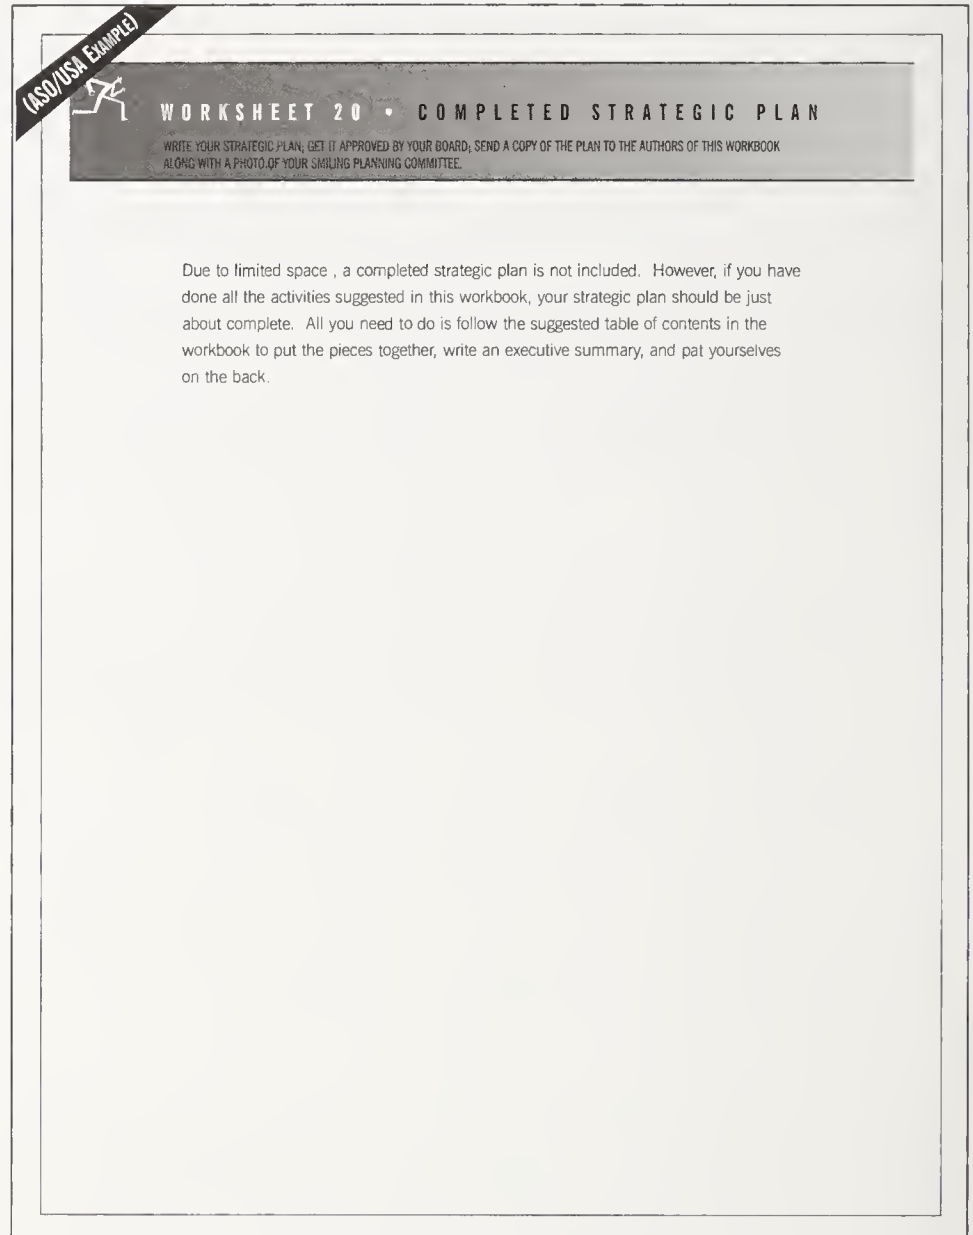 (ASO/USA EXAMPLE)
WORKSHEET 20 • COMPLETED STRATEGIC PLAN
WRITE YOUR STRATEGIC PLAN; GET IT APPROVED BY YOUR BOARD; SEND A COPY OF THE PLAN TO THE AUTHORS OF THIS WORKBOOK
ALONG WITH A PHOTO OF YOUR SMILING PLANNING COMMITTEE.
Due to limited space , a completed strategic plan is not included. However, if you have
done all the activities suggested in this workbook, your strategic plan should be just
about complete. All you need to do is follow the suggested table of contents in the
workbook to put the pieces together, write an executive summary, and pat yourselves
on the back.